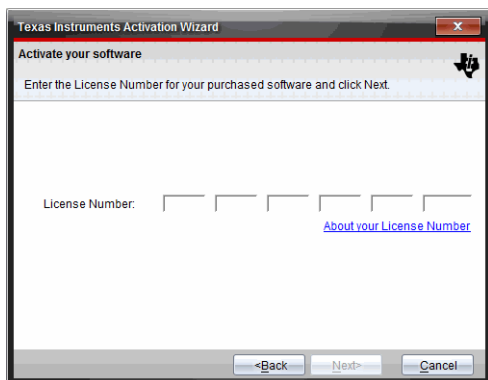 Texas Instruments Activation Wizard
Activate your software
Enter the License Number for your purchased software and click Next.
License Number:
About your License Number
<Back Next> Cancel